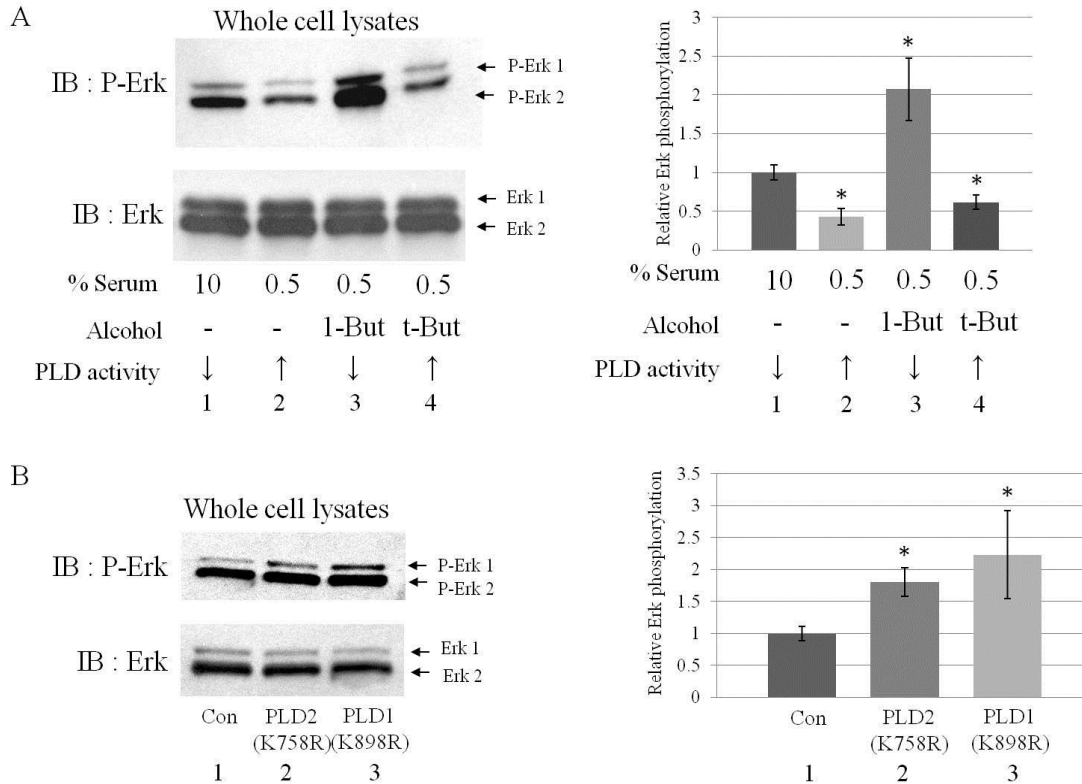 A
Whole cell lysates
IB : P-Erk
P-Erk 1
P-Erk 2
IB : Erk
Erk 1
Erk 2
% Serum 10 0.5 0.5 0.5
Alcohol - - 1-But t-But
PLD activity ↓ ↑ ↓ ↑
1 2 3 4
Relative Erk phosphorylation
2.5
2
1.5
1
0.5
0
* * *
% Serum 10 0.5 0.5 0.5
Alcohol - - 1-But t-But
PLD activity ↓ ↑ ↓ ↑
1 2 3 4
B
Whole cell lysates
IB : P-Erk
P-Erk 1
P-Erk 2
IB : Erk
Erk 1
Erk 2
Con PLD2 PLD1
(K758R) (K898R)
1 2 3
Relative Erk phosphorylation
3.5
3
2.5
2
1.5
1
0.5
0
* *
Con PLD2 PLD1
(K758R) (K898R)
1 2 3